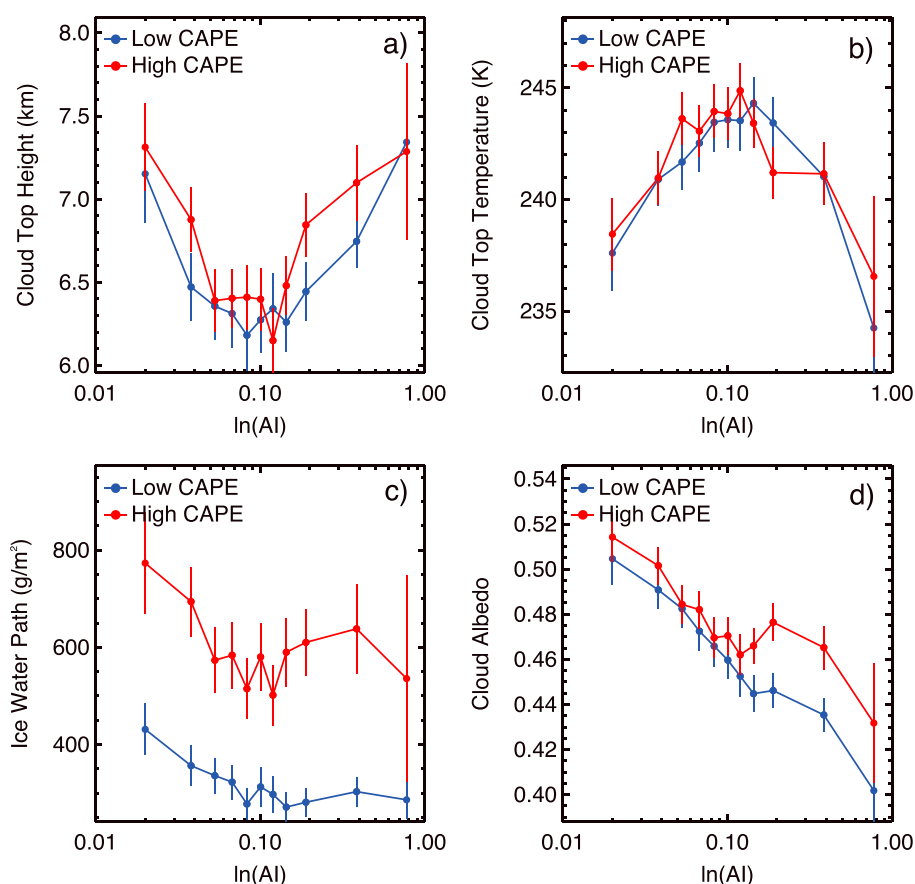 a)
Low CAPE
High CAPE
Cloud Top Height (km)
8.0
7.5
7.0
6.5
6.0
0.01
0.10
1.00
ln(AI)
b)
Low CAPE
High CAPE
Cloud Top Temperature (K)
245
240
235
0.01
0.10
1.00
ln(AI)
c)
Low CAPE
High CAPE
Ice Water Path (g/m²)
800
600
400
0.01
0.10
1.00
ln(AI)
d)
Low CAPE
High CAPE
Cloud Albedo
0.54
0.52
0.50
0.48
0.46
0.44
0.42
0.40
0.01
0.10
1.00
ln(AI)